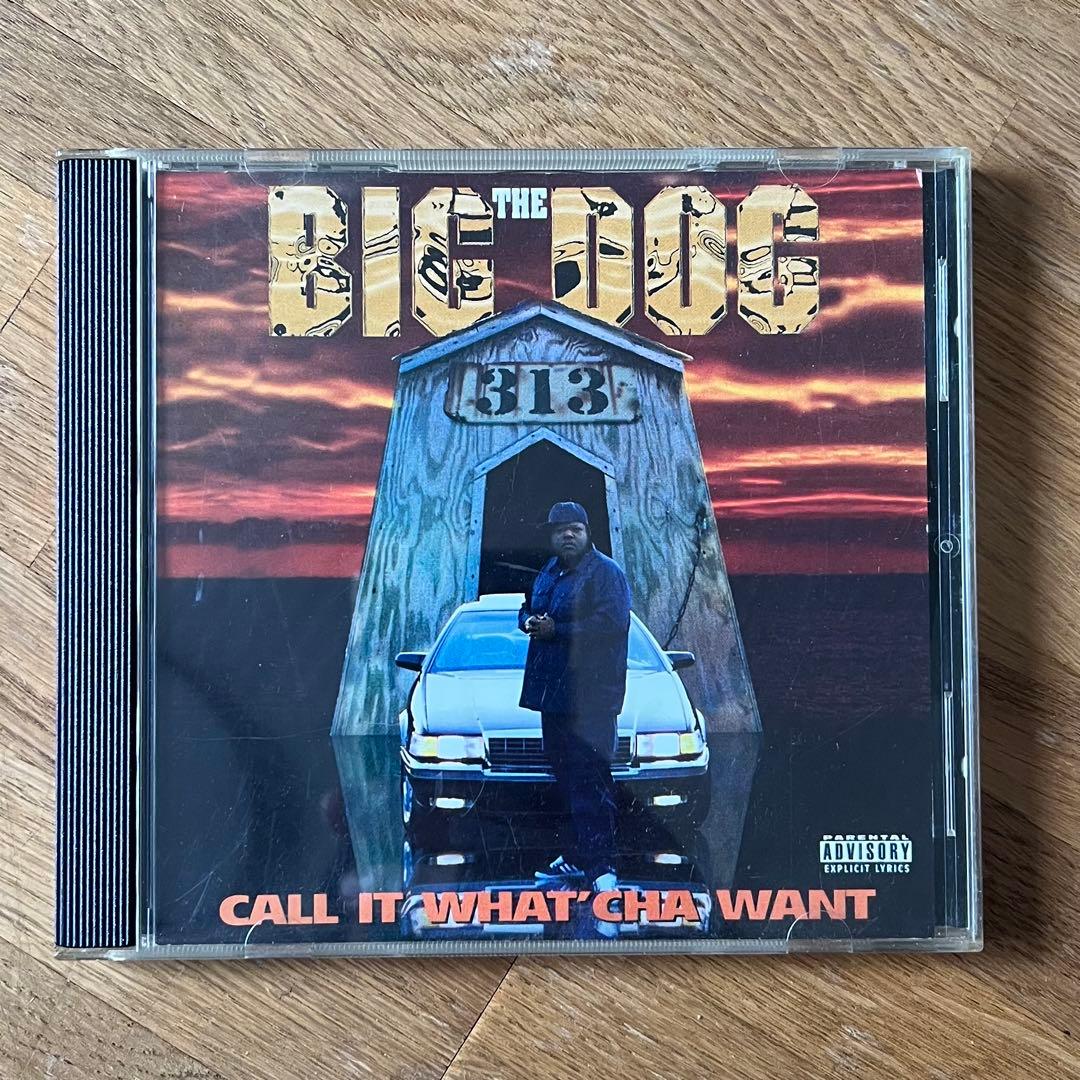 THE
BIG DOG
313
PARENTAL
ADVISORY
EXPLICIT LYRICS
CALL IT WHAT'CHA WANT